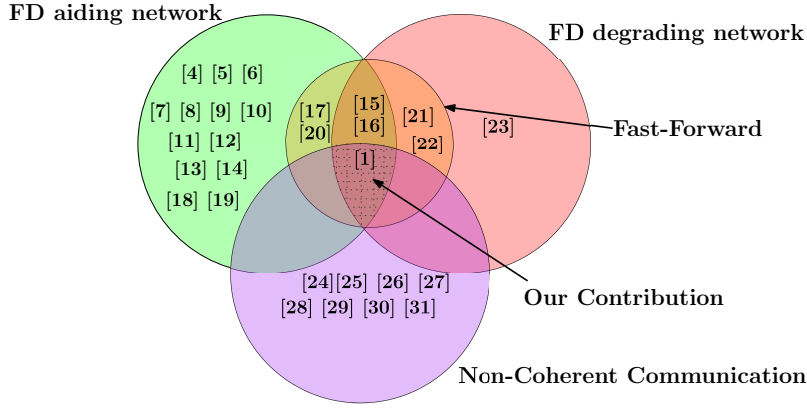 FD aiding network
FD degrading network
[4] [5] [6]
[7] [8] [9] [10]
[11] [12]
[13] [14]
[18] [19]
[17]
[20]
[15]
[16]
[21]
[22]
[23]
[1]
Fast-Forward
[24][25] [26] [27]
[28] [29] [30] [31]
Our Contribution
Non-Coherent Communication